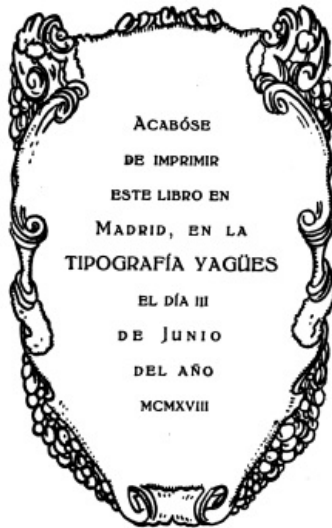 Acabóse
de imprimir
este libro en
Madrid, en la
TIPOGRAFÍA YAGÜES
el día III
de Junio
del año
MCMXVIII